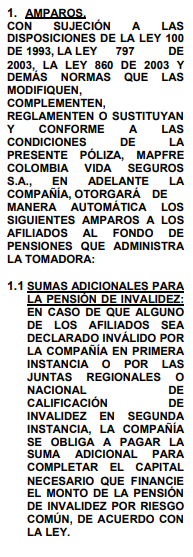 1. AMPAROS.
CON SUJECIÓN A LAS
DISPOSICIONES DE LA LEY 100
DE 1993, LA LEY 797 DE
2003, LA LEY 860 DE 2003 Y
DEMÁS NORMAS QUE LAS
MODIFIQUEN,
COMPLEMENTEN,
REGLAMENTEN O SUSTITUYAN
Y CONFORME A LAS
CONDICIONES DE LA
PRESENTE PÓLIZA, MAPFRE
COLOMBIA VIDA SEGUROS
S.A., EN ADELANTE LA
COMPAÑÍA, OTORGARÁ DE
MANERA AUTOMÁTICA LOS
SIGUIENTES AMPAROS A LOS
AFILIADOS AL FONDO DE
PENSIONES QUE ADMINISTRA
LA TOMADORA:
1.1 SUMAS ADICIONALES PARA
LA PENSIÓN DE INVALIDEZ:
EN CASO DE QUE ALGUNO
DE LOS AFILIADOS SEA
DECLARADO INVÁLIDO POR
LA COMPAÑÍA EN PRIMERA
INSTANCIA O POR LAS
JUNTAS REGIONALES O
NACIONAL DE
CALIFICACIÓN DE
INVALIDEZ EN SEGUNDA
INSTANCIA, LA COMPAÑÍA
SE OBLIGA A PAGAR LA
SUMA ADICIONAL PARA
COMPLETAR EL CAPITAL
NECESARIO QUE FINANCIE
EL MONTO DE LA PENSIÓN
DE INVALIDEZ POR RIESGO
COMÚN, DE ACUERDO CON
LA LEY.